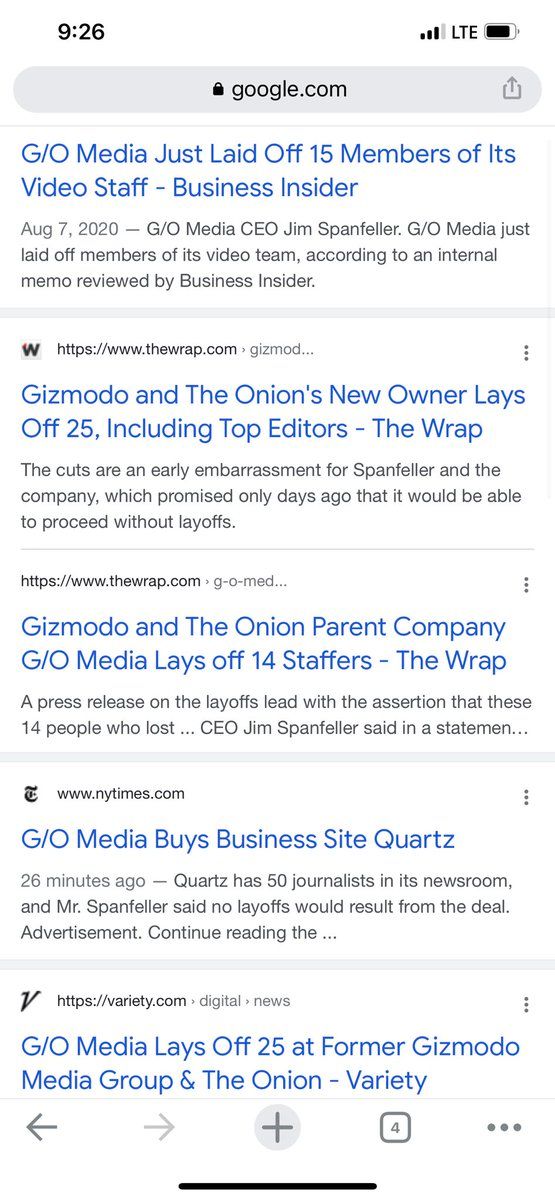 9:26
LTE
google.com
G/O Media Just Laid Off 15 Members of Its
Video Staff - Business Insider
Aug 7, 2020 — G/O Media CEO Jim Spanfeller. G/O Media just
laid off members of its video team, according to an internal
memo reviewed by Business Insider.
W https://www.thewrap.com › gizmod...
Gizmodo and The Onion's New Owner Lays
Off 25, Including Top Editors - The Wrap
The cuts are an early embarrassment for Spanfeller and the
company, which promised only days ago that it would be able
to proceed without layoffs.
https://www.thewrap.com › g-o-med...
Gizmodo and The Onion Parent Company
G/O Media Lays off 14 Staffers - The Wrap
A press release on the layoffs lead with the assertion that these
14 people who lost ... CEO Jim Spanfeller said in a statemen...
T www.nytimes.com
G/O Media Buys Business Site Quartz
26 minutes ago — Quartz has 50 journalists in its newsroom,
and Mr. Spanfeller said no layoffs would result from the deal.
Advertisement. Continue reading the ...
V https://variety.com › digital › news
G/O Media Lays Off 25 at Former Gizmodo
Media Group & The Onion - Variety
4